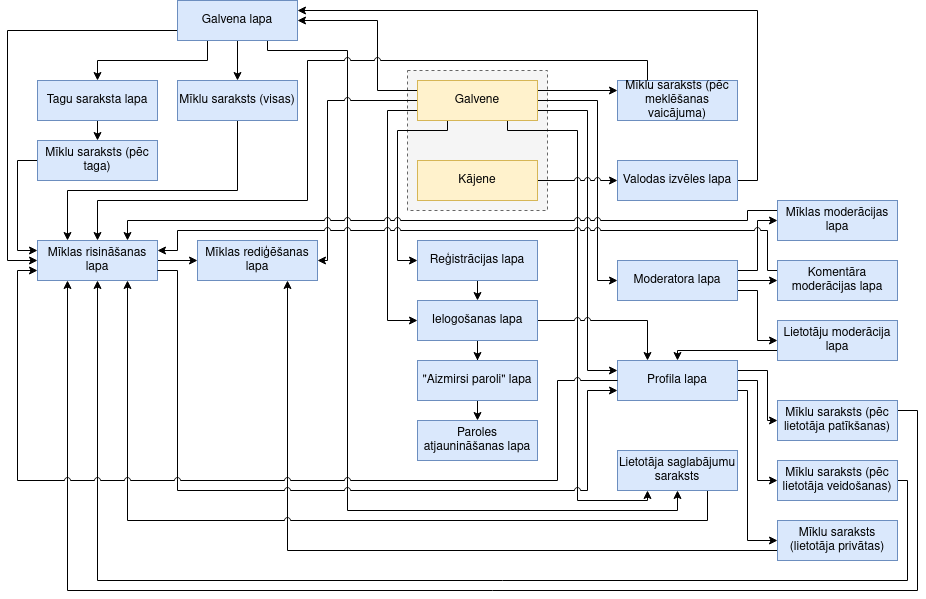 Galvena lapa
Tagu saraksta lapa
Mīklu saraksts (visas)
Galvene
Mīklu saraksts (pēc
meklēšanas
vaicājuma)
Mīklu saraksts (pēc
taga)
Kājene
Valodas izvēles lapa
Mīklas moderācijas
lapa
Mīklas risināšanas
lapa
Mīklas rediģēšanas
lapa
Reģistrācijas lapa
Moderatora lapa
Komentāra
moderācijas lapa
Ielogošanas lapa
Lietotāju moderācija
lapa
"Aizmirsi paroli" lapa
Profila lapa
Mīklu saraksts (pēc
lietotāja patīkšanas)
Paroles
atjaunināšanas lapa
Lietotāja saglabājumu
saraksts
Mīklu saraksts (pēc
lietotāja veidošanas)
Mīklu saraksts
(lietotāja privātas)